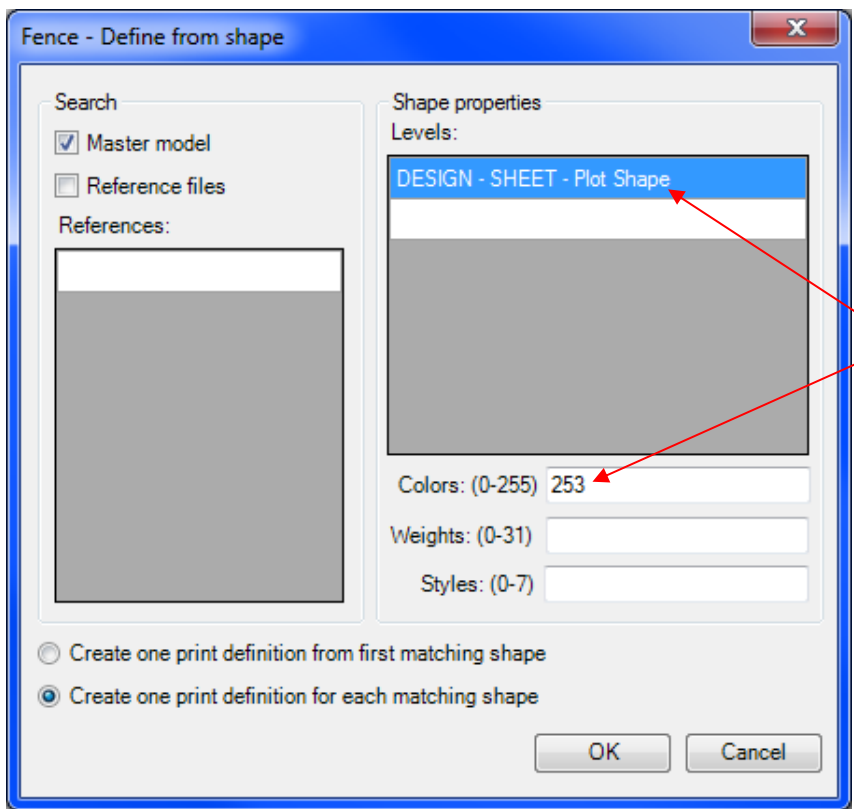 Fence - Define from shape
Search
Master model
Reference files
References:
Shape properties
Levels:
DESIGN - SHEET - Plot Shape
Colors: (0-255) 253
Weights: (0-31)
Styles: (0-7)
Create one print definition from first matching shape
Create one print definition for each matching shape
OK Cancel